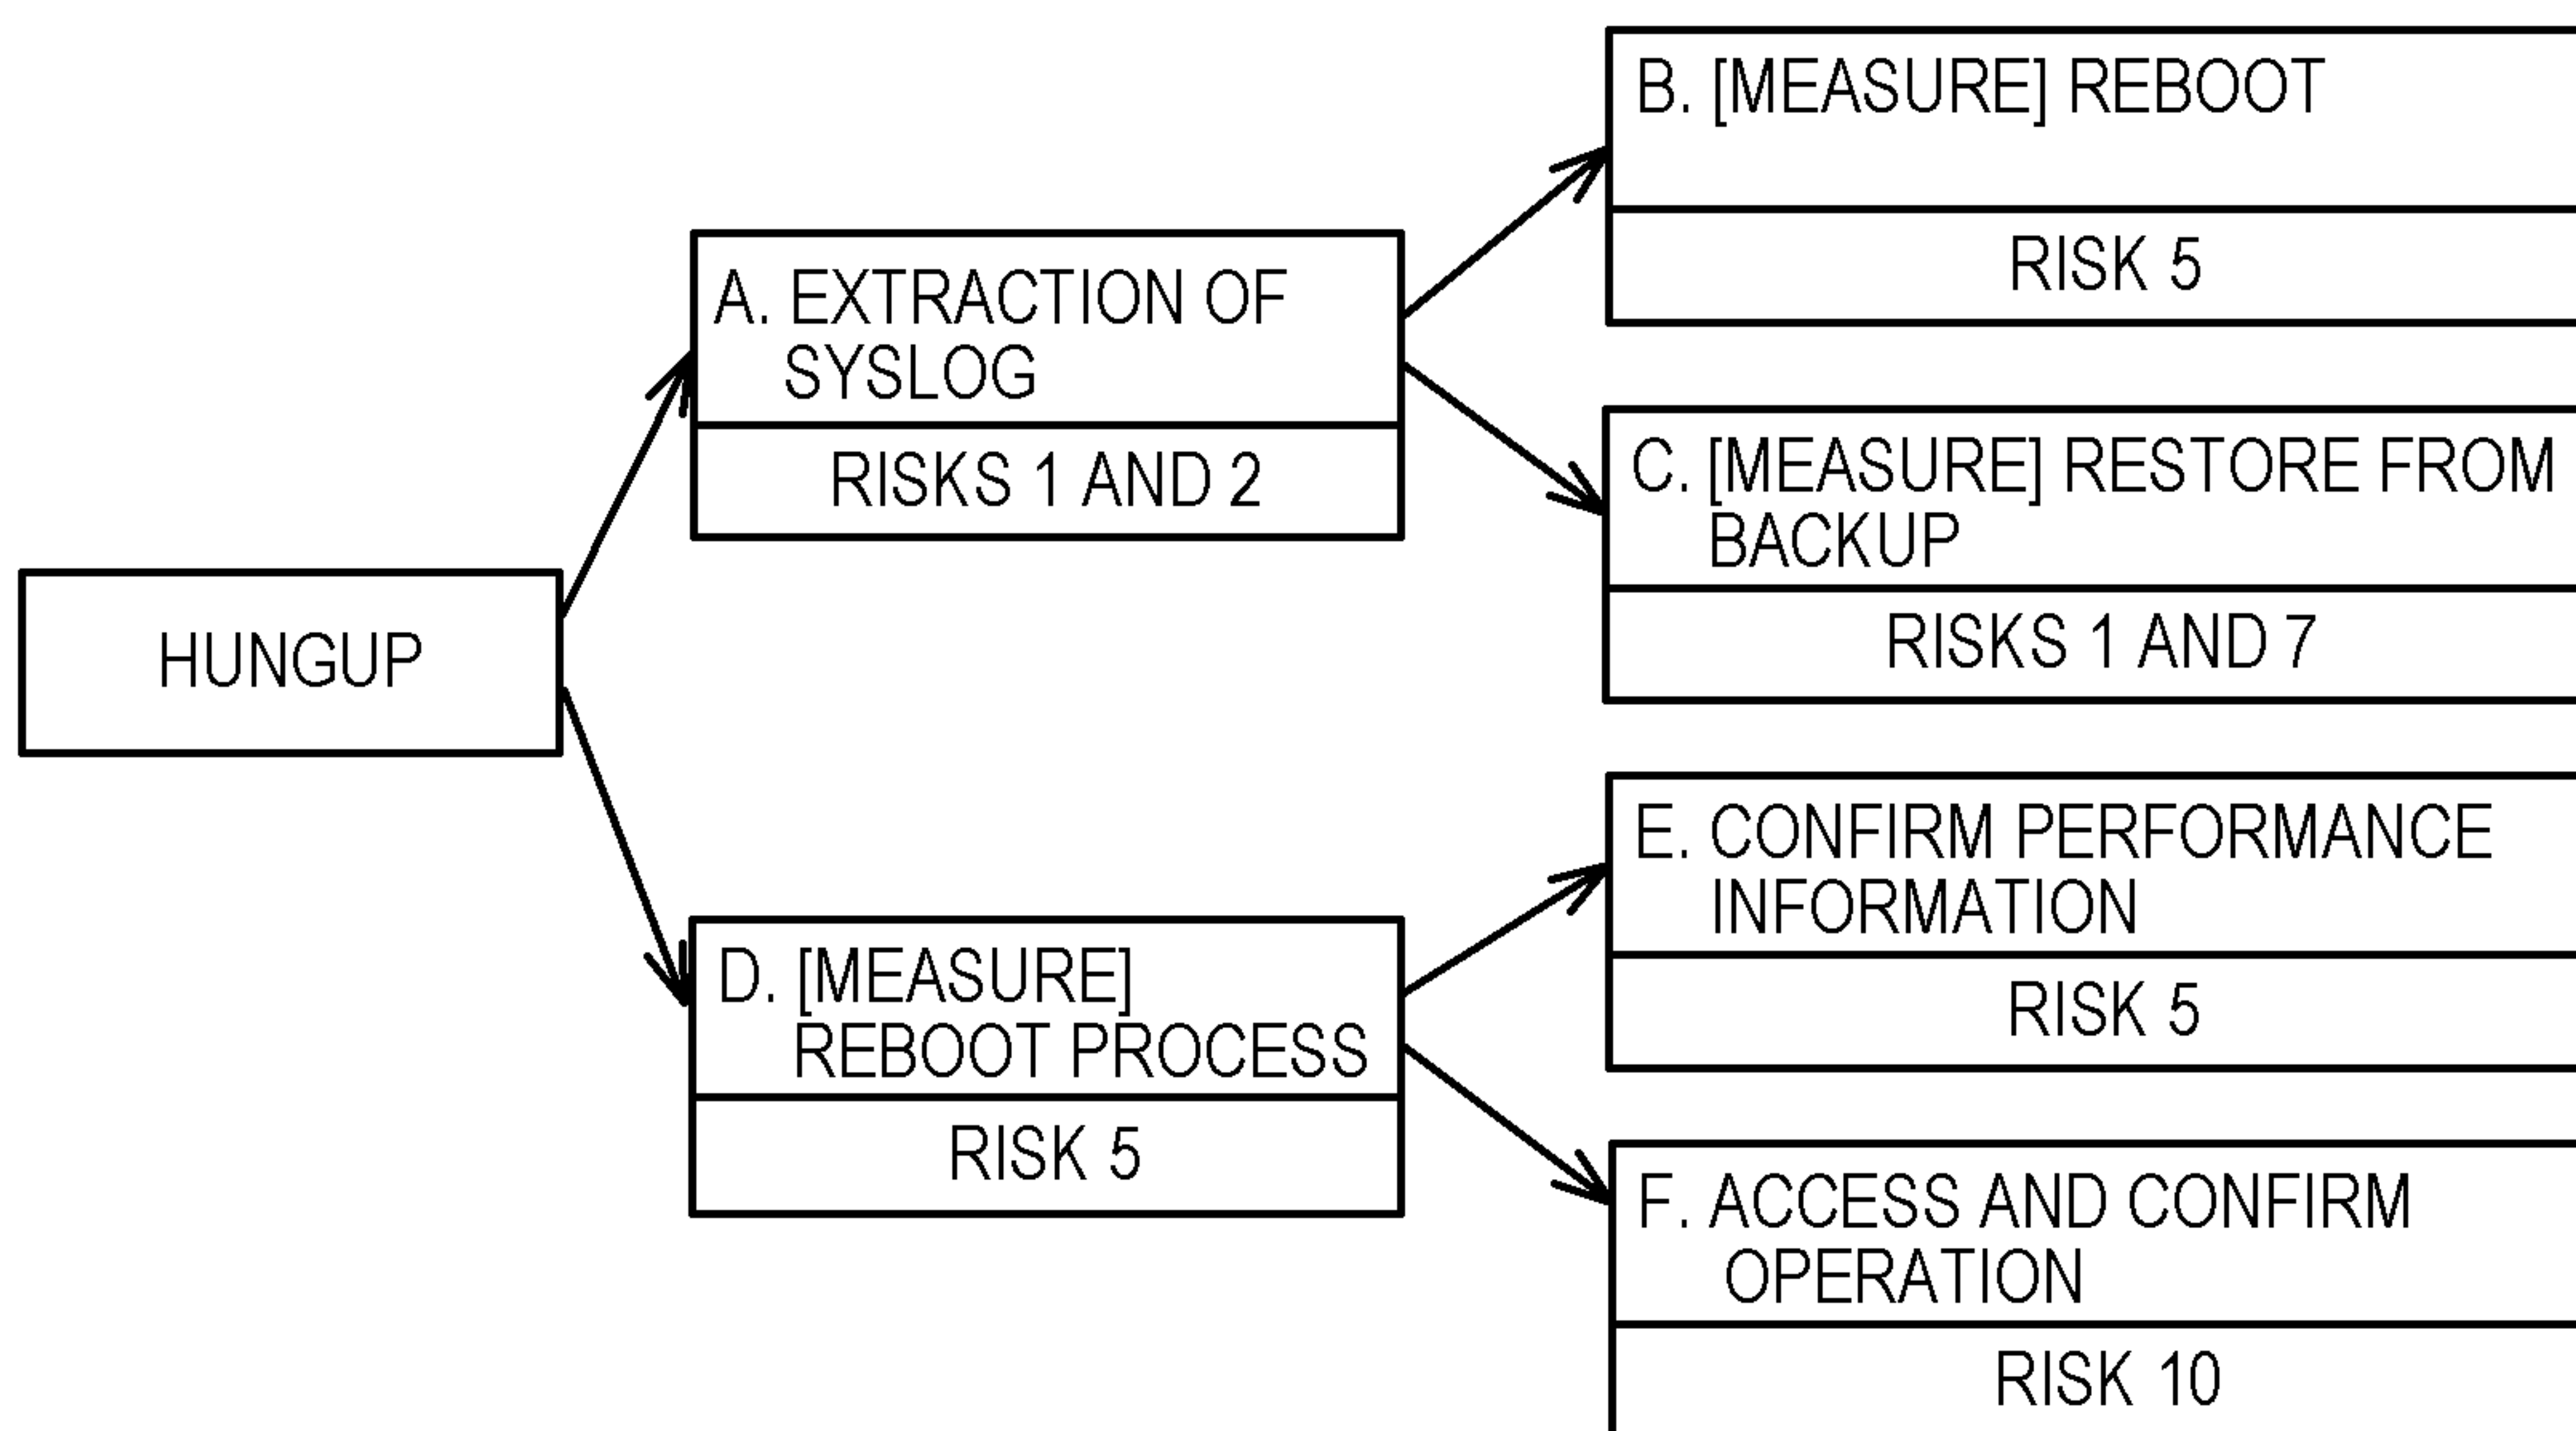 HUNGUP
A. EXTRACTION OF
SYSLOG
RISKS 1 AND 2
B. [MEASURE] REBOOT
RISK 5
C. [MEASURE] RESTORE FROM
BACKUP
RISKS 1 AND 7
D. [MEASURE]
REBOOT PROCESS
RISK 5
E. CONFIRM PERFORMANCE
INFORMATION
RISK 5
F. ACCESS AND CONFIRM
OPERATION
RISK 10